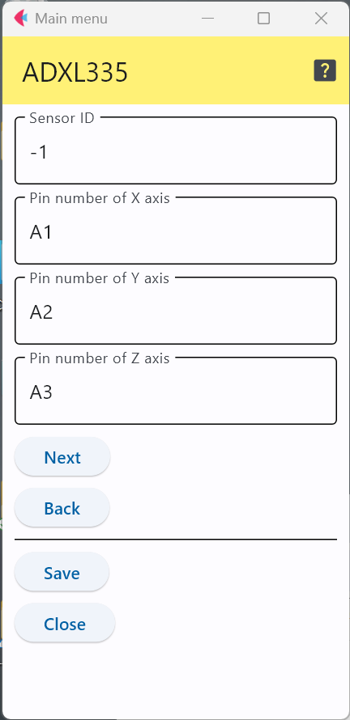 Main menu
ADXL335
?
Sensor ID
-1
Pin number of X axis
A1
Pin number of Y axis
A2
Pin number of Z axis
A3
Next
Back
Save
Close